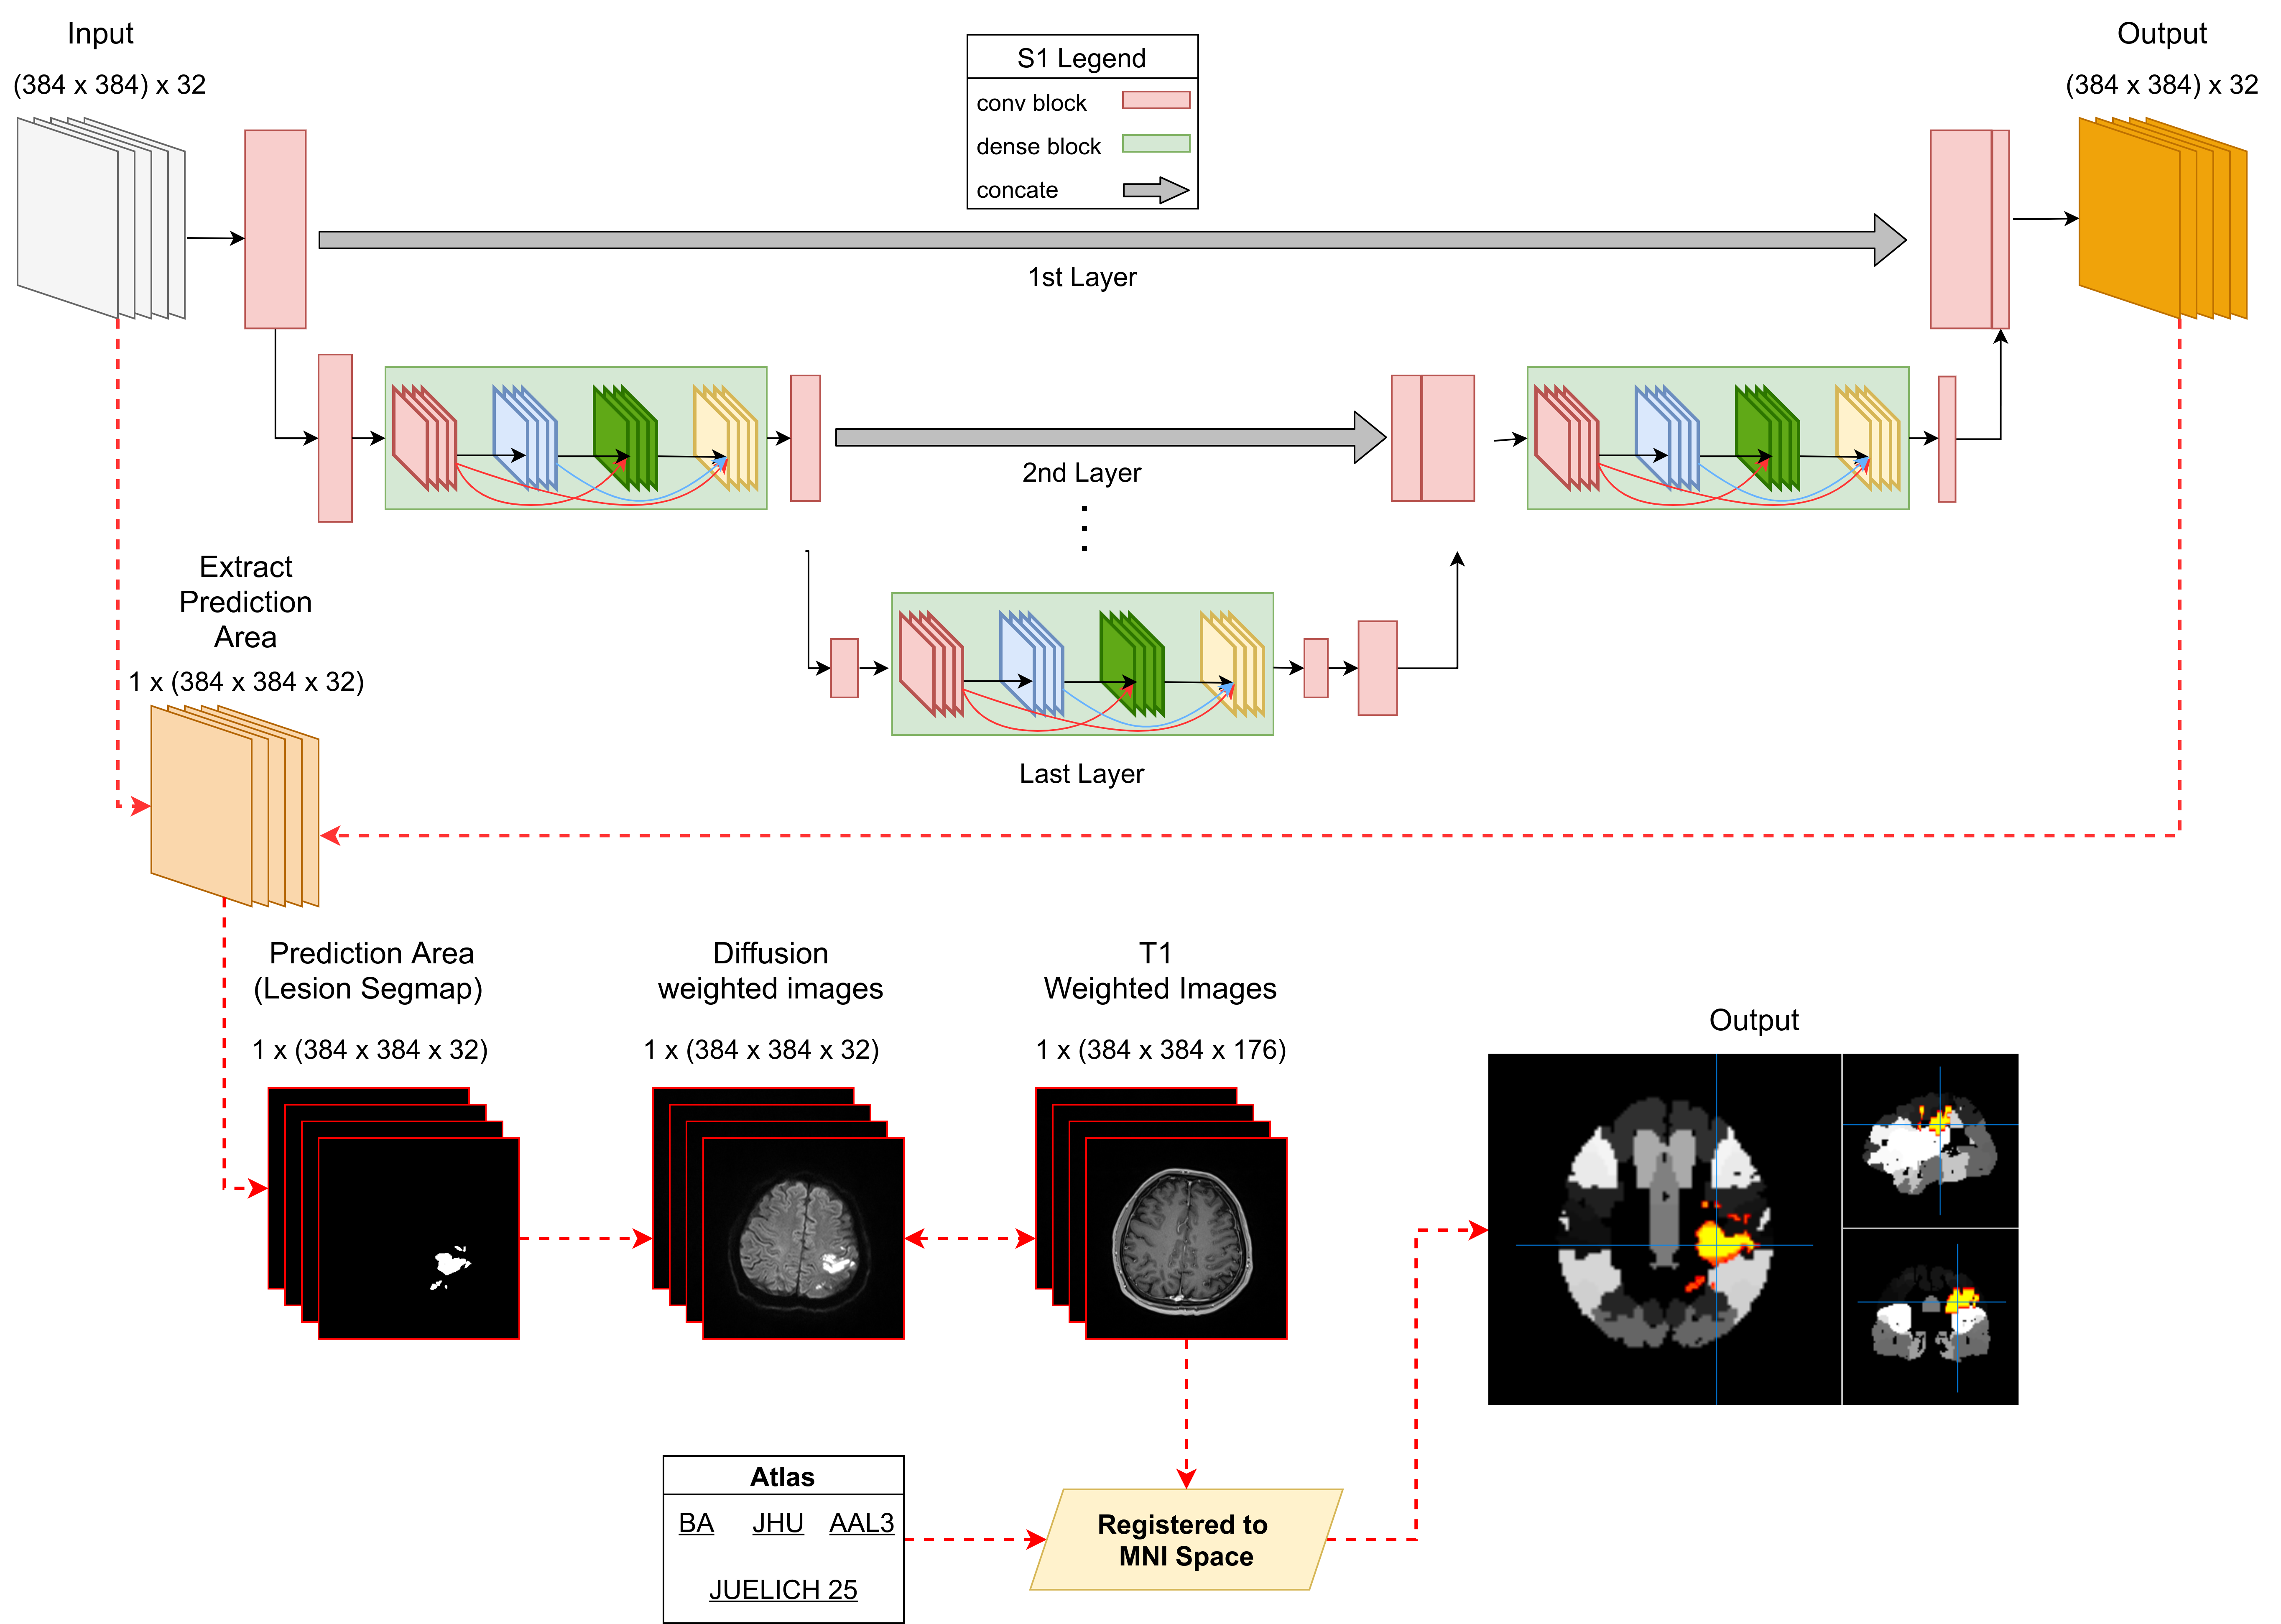 Input
(384 x 384) x 32
S1 Legend
conv block
dense block
concate
Output
(384 x 384) x 32
1st Layer
2nd Layer
Last Layer
Extract
Prediction
Area
1 x (384 x 384 x 32)
Prediction Area
(Lesion Segmap)
1 x (384 x 384 x 32)
Diffusion
weighted images
1 x (384 x 384 x 32)
T1
Weighted Images
1 x (384 x 384 x 176)
Output
Atlas
BA JHU AAL3
JUELICH 25
Registered to
MNI Space